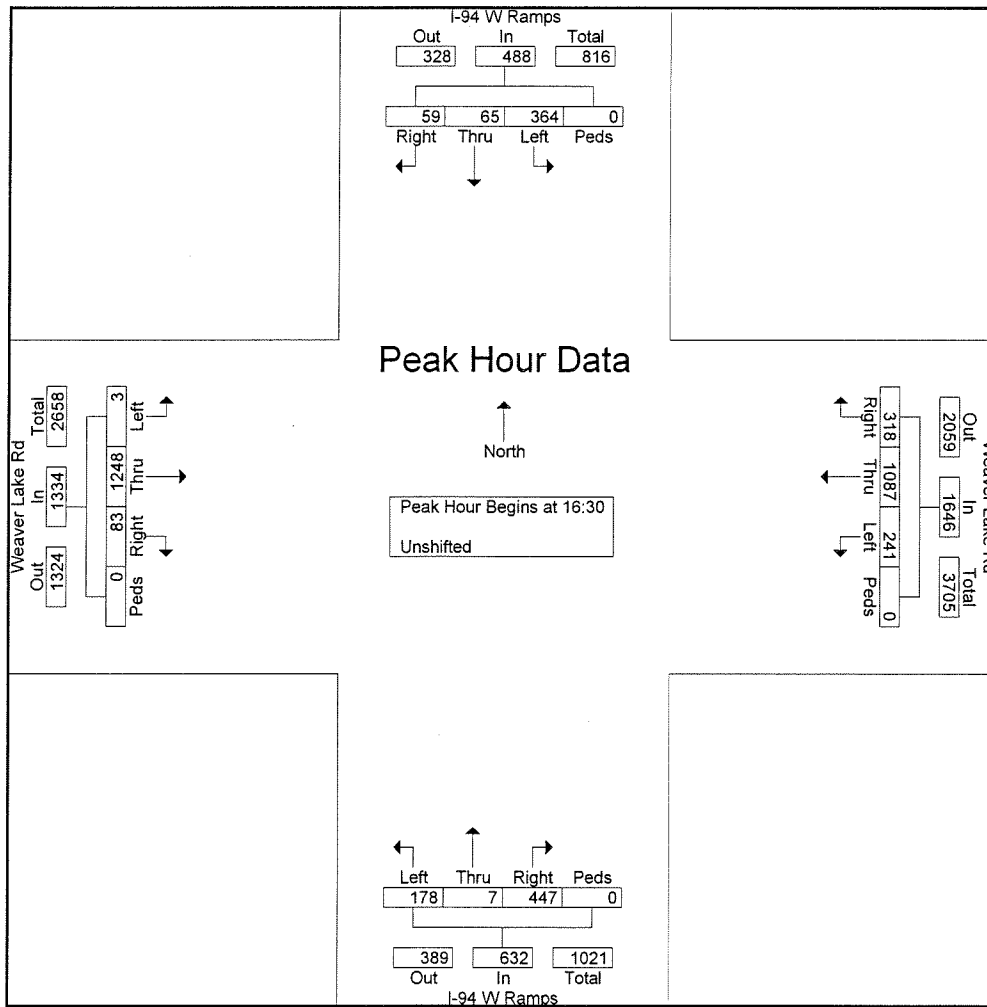 I-94 W Ramps
Out In Total
328 488 816
59 65 364 0
Right Thru Left Peds
Peak Hour Data
North
Peak Hour Begins at 16:30
Unshifted
Weaver Lake Rd
Total In Out
2658 1334 1324
3 1248 83 0
Left Thru Right Peds
Weaver Lake Rd
Out In Total
2059 1646 3705
318 1087 241 0
Right Thru Left Peds
Left Thru Right Peds
178 7 447 0
389 632 1021
Out In Total
I-94 W Ramps